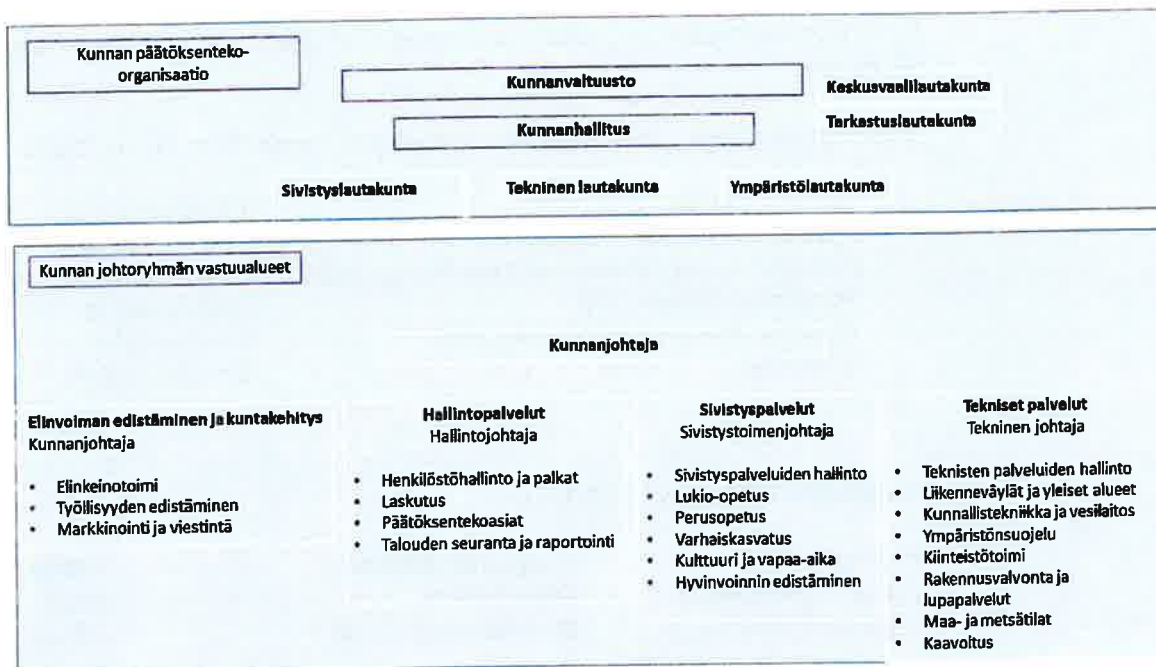 Kunnan päätöksenteko-
organisaatio
Kunnanvaltuusto
Keskusvaalilautakunta
Kunnanhallitus
Tarkastuslautakunta
Sivistyslautakunta
Tekninen lautakunta
Ympäristölautakunta
Kunnan johtoryhmän vastuualueet
Kunnanjohtaja
Elinvoiman edistäminen ja kuntakehitys
Kunnanjohtaja
• Elinkeinotoimi
• Työllisyyden edistäminen
• Markkinointi ja viestintä
Hallintopalvelut
Hallintojohtaja
• Henkilöstöhallinto ja palkat
• Laskutus
• Päätöksentekoasiat
• Talouden seuranta ja raportointi
Sivistyspalvelut
Sivistystoimenjohtaja
• Sivistyspalveluiden hallinto
• Lukio-opetus
• Perusopetus
• Varhaiskasvatus
• Kulttuuri ja vapaa-aika
• Hyvinvoinnin edistäminen
Tekniset palvelut
Tekninen johtaja
• Teknisten palveluiden hallinto
• Liikenneväylät ja yleiset alueet
• Kunnallistekniikka ja vesilaitos
• Ympäristönsuojelu
• Kiinteistötoimi
• Rakennusvalvonta ja
lupapalvelut
• Maa- ja metsätilat
• Kaavoitus